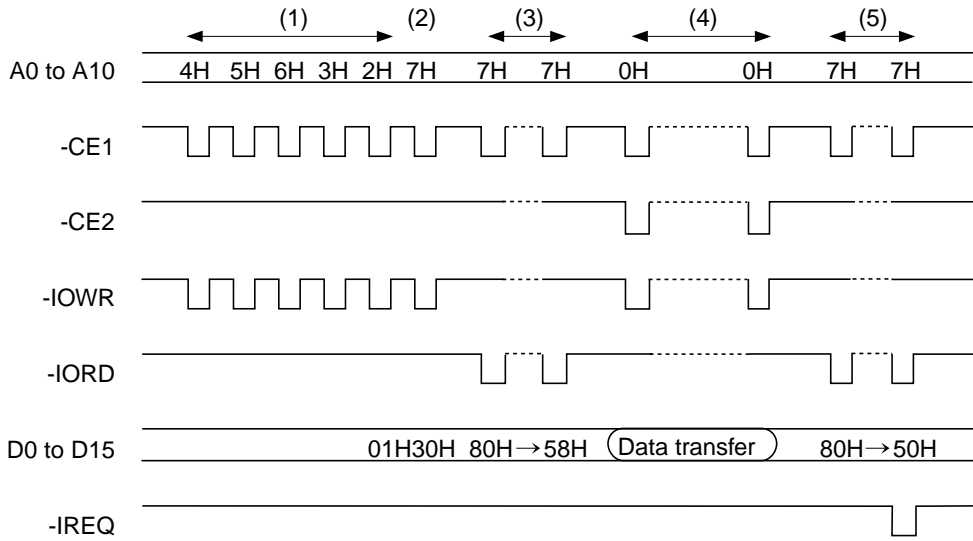 (1) (2) (3) (4) (5)
A0 to A10 4H 5H 6H 3H 2H 7H 7H 7H 0H 0H 7H 7H
-CE1
-CE2
-IOWR
-IORD
D0 to D15 01H30H 80H→58H Data transfer 80H→50H
-IREQ